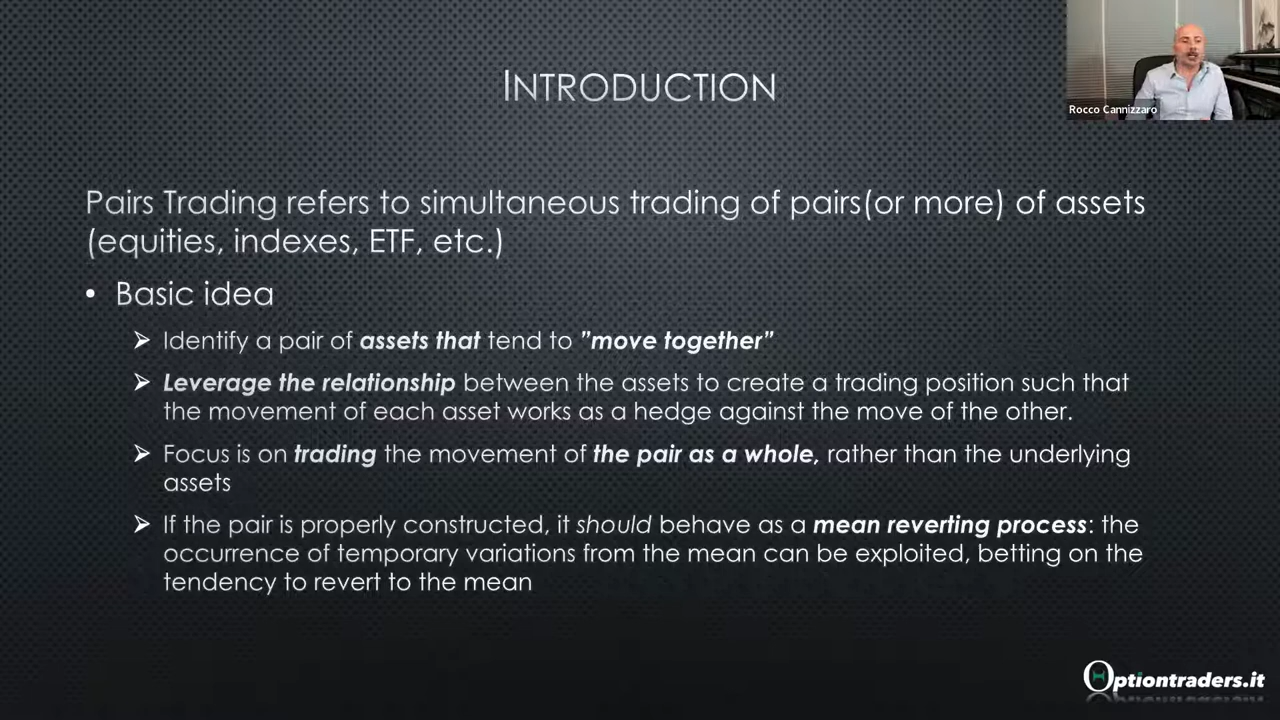 INTRODUCTION
Rocco Cannizzaro
Pairs Trading refers to simultaneous trading of pairs(or more) of assets
(equities, indexes, ETF, etc.)
• Basic idea
➢ Identify a pair of assets that tend to ”move together”
➢ Leverage the relationship between the assets to create a trading position such that
the movement of each asset works as a hedge against the move of the other.
➢ Focus is on trading the movement of the pair as a whole, rather than the underlying
assets
➢ If the pair is properly constructed, it should behave as a mean reverting process: the
occurrence of temporary variations from the mean can be exploited, betting on the
tendency to revert to the mean
Optiontraders.it